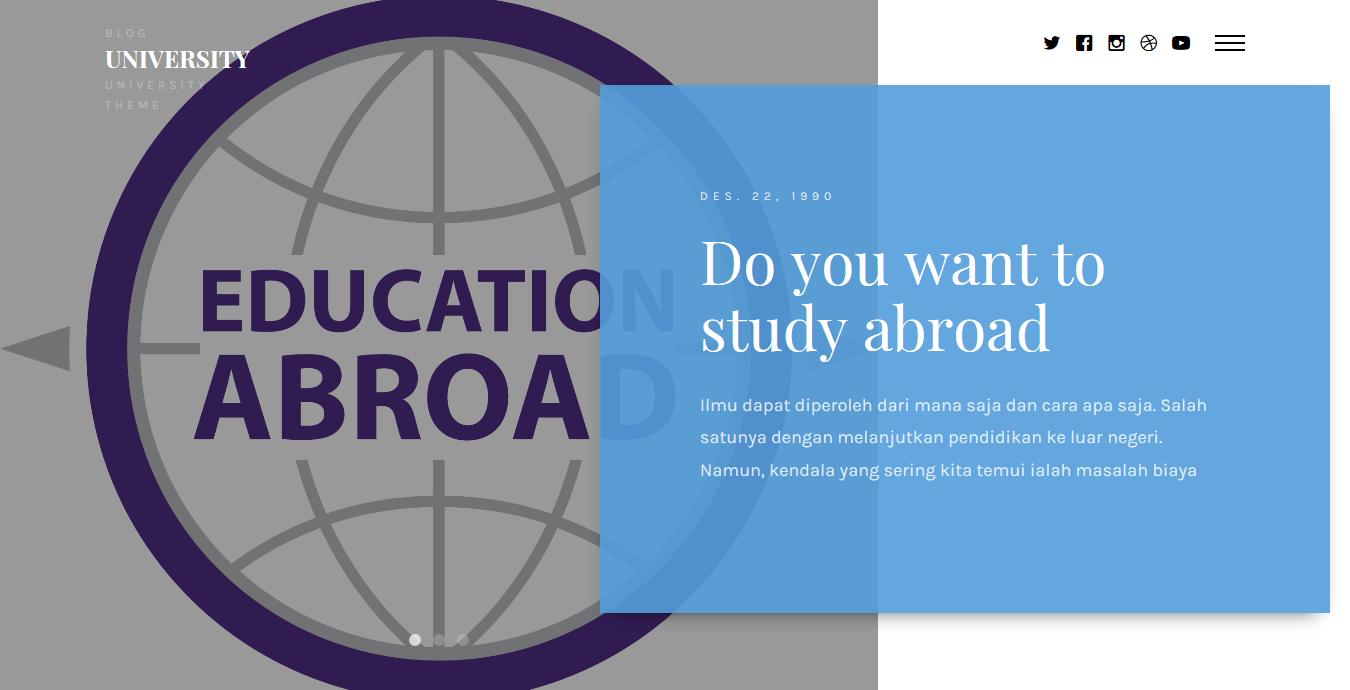 BLOG
UNIVERSITY
UNIVERSITY
THEME
EDUCATION
ABROAD
DES. 22, 1990
Do you want to
study abroad
Ilmu dapat diperoleh dari mana saja dan cara apa saja. Salah
satunya dengan melanjutkan pendidikan ke luar negeri.
Namun, kendala yang sering kita temui ialah masalah biaya